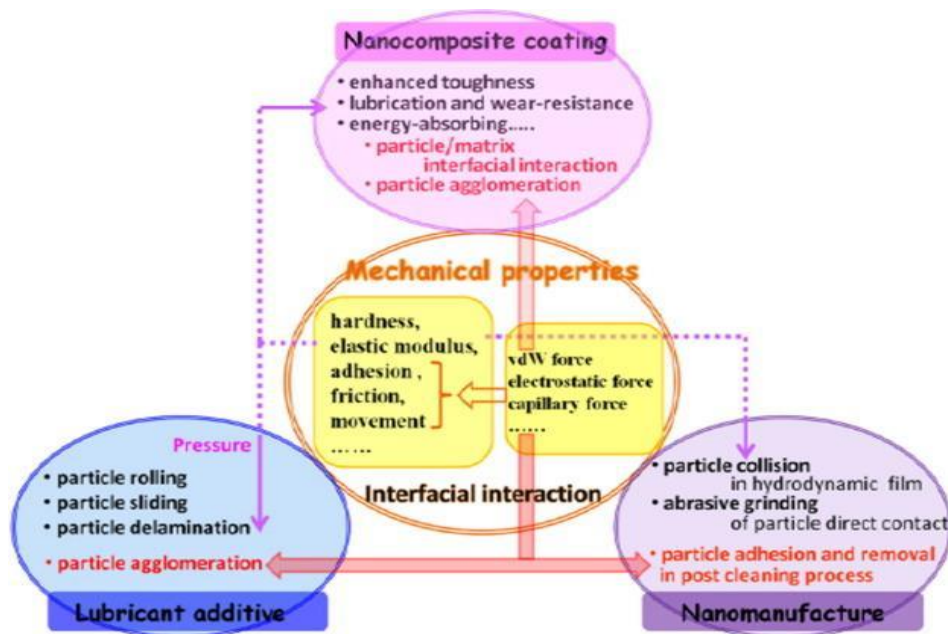 Nanocomposite coating
• enhanced toughness
• lubrication and wear-resistance
• energy-absorbing.....
• particle/matrix
interfacial interaction
• particle agglomeration
Mechanical properties
hardness,
elastic modulus,
adhesion ,
friction,
movement
......
vdW force
electrostatic force
capillary force
......
Interfacial interaction
Pressure
• particle rolling
• particle sliding
• particle delamination
• particle agglomeration
Lubricant additive
• particle collision
in hydrodynamic film
• abrasive grinding
of particle direct contact
• particle adhesion and removal
in post cleaning process
Nanomanufacture